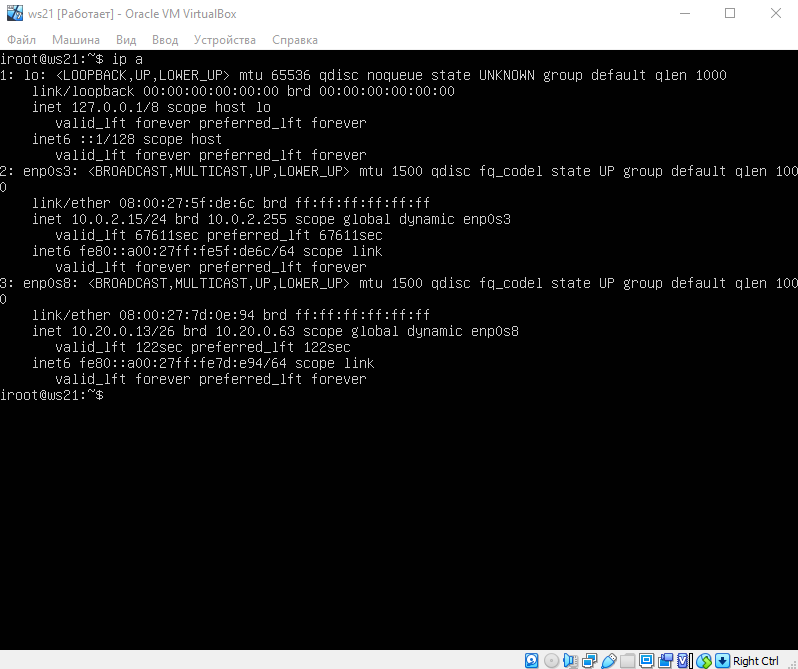 ws21 [Работает] - Oracle VM VirtualBox
Файл Машина Вид Ввод Устройства Справка
iroot@ws21:~$ ip a
1: lo: <LOOPBACK,UP,LOWER_UP> mtu 65536 qdisc noqueue state UNKNOWN group default qlen 1000
    link/loopback 00:00:00:00:00:00 brd 00:00:00:00:00:00
    inet 127.0.0.1/8 scope host lo
       valid_lft forever preferred_lft forever
    inet6 ::1/128 scope host
       valid_lft forever preferred_lft forever
2: enp0s3: <BROADCAST,MULTICAST,UP,LOWER_UP> mtu 1500 qdisc fq_codel state UP group default qlen 100
0
    link/ether 08:00:27:5f:de:6c brd ff:ff:ff:ff:ff:ff
    inet 10.0.2.15/24 brd 10.0.2.255 scope global dynamic enp0s3
       valid_lft 67611sec preferred_lft 67611sec
    inet6 fe80::a00:27ff:fe5f:de6c/64 scope link
       valid_lft forever preferred_lft forever
3: enp0s8: <BROADCAST,MULTICAST,UP,LOWER_UP> mtu 1500 qdisc fq_codel state UP group default qlen 100
0
    link/ether 08:00:27:7d:0e:94 brd ff:ff:ff:ff:ff:ff
    inet 10.20.0.13/26 brd 10.20.0.63 scope global dynamic enp0s8
       valid_lft 122sec preferred_lft 122sec
    inet6 fe80::a00:27ff:fe7d:e94/64 scope link
       valid_lft forever preferred_lft forever
iroot@ws21:~$
Right Ctrl